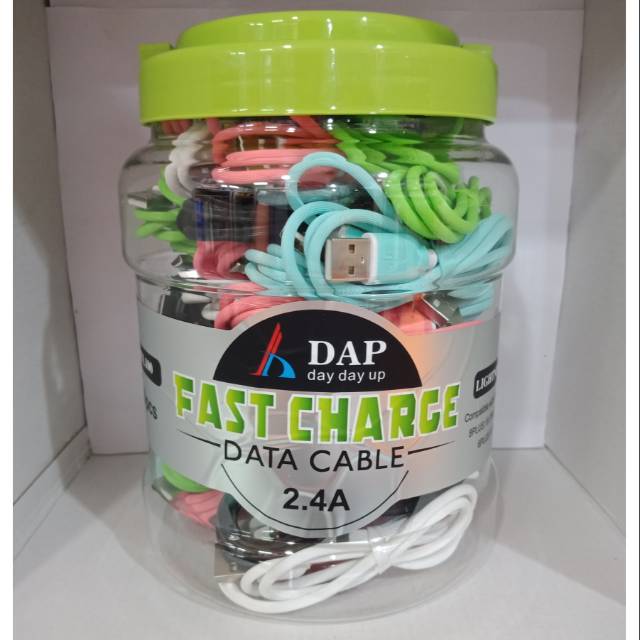 DAP
day day up
FAST CHARGE
DATA CABLE
2.4A